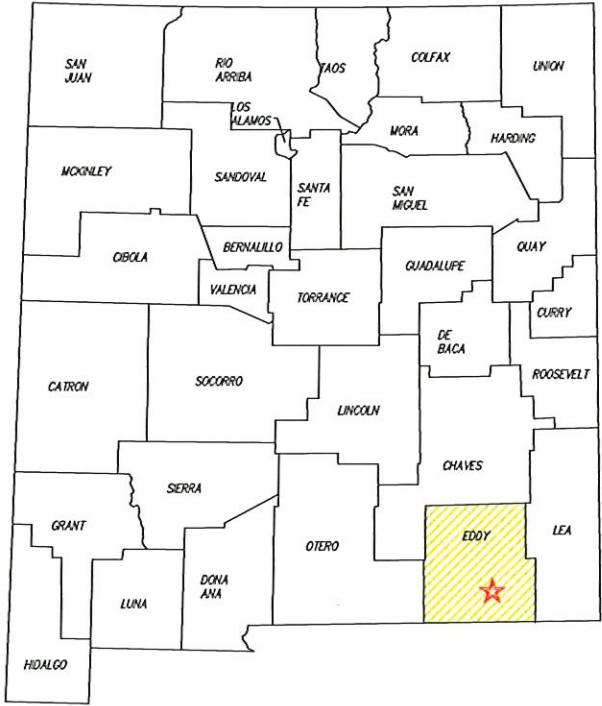 SAN
JUAN
RIO
ARRIBA
TAOS
COLFAX
UNION
LOS
ALAMOS
MORA
HARDING
MCKINLEY
SANDOVAL
SANTA
FE
SAN
MIGUEL
CIBOLA
BERNALILLO
QUAY
GUADALUPE
VALENCIA
TORRANCE
CURRY
DE
BACA
ROOSEVELT
CATRON
SOCORRO
LINCOLN
CHAVES
SIERRA
GRANT
OTERO
EDDY
LEA
DONA
ANA
LUNA
HIDALGO